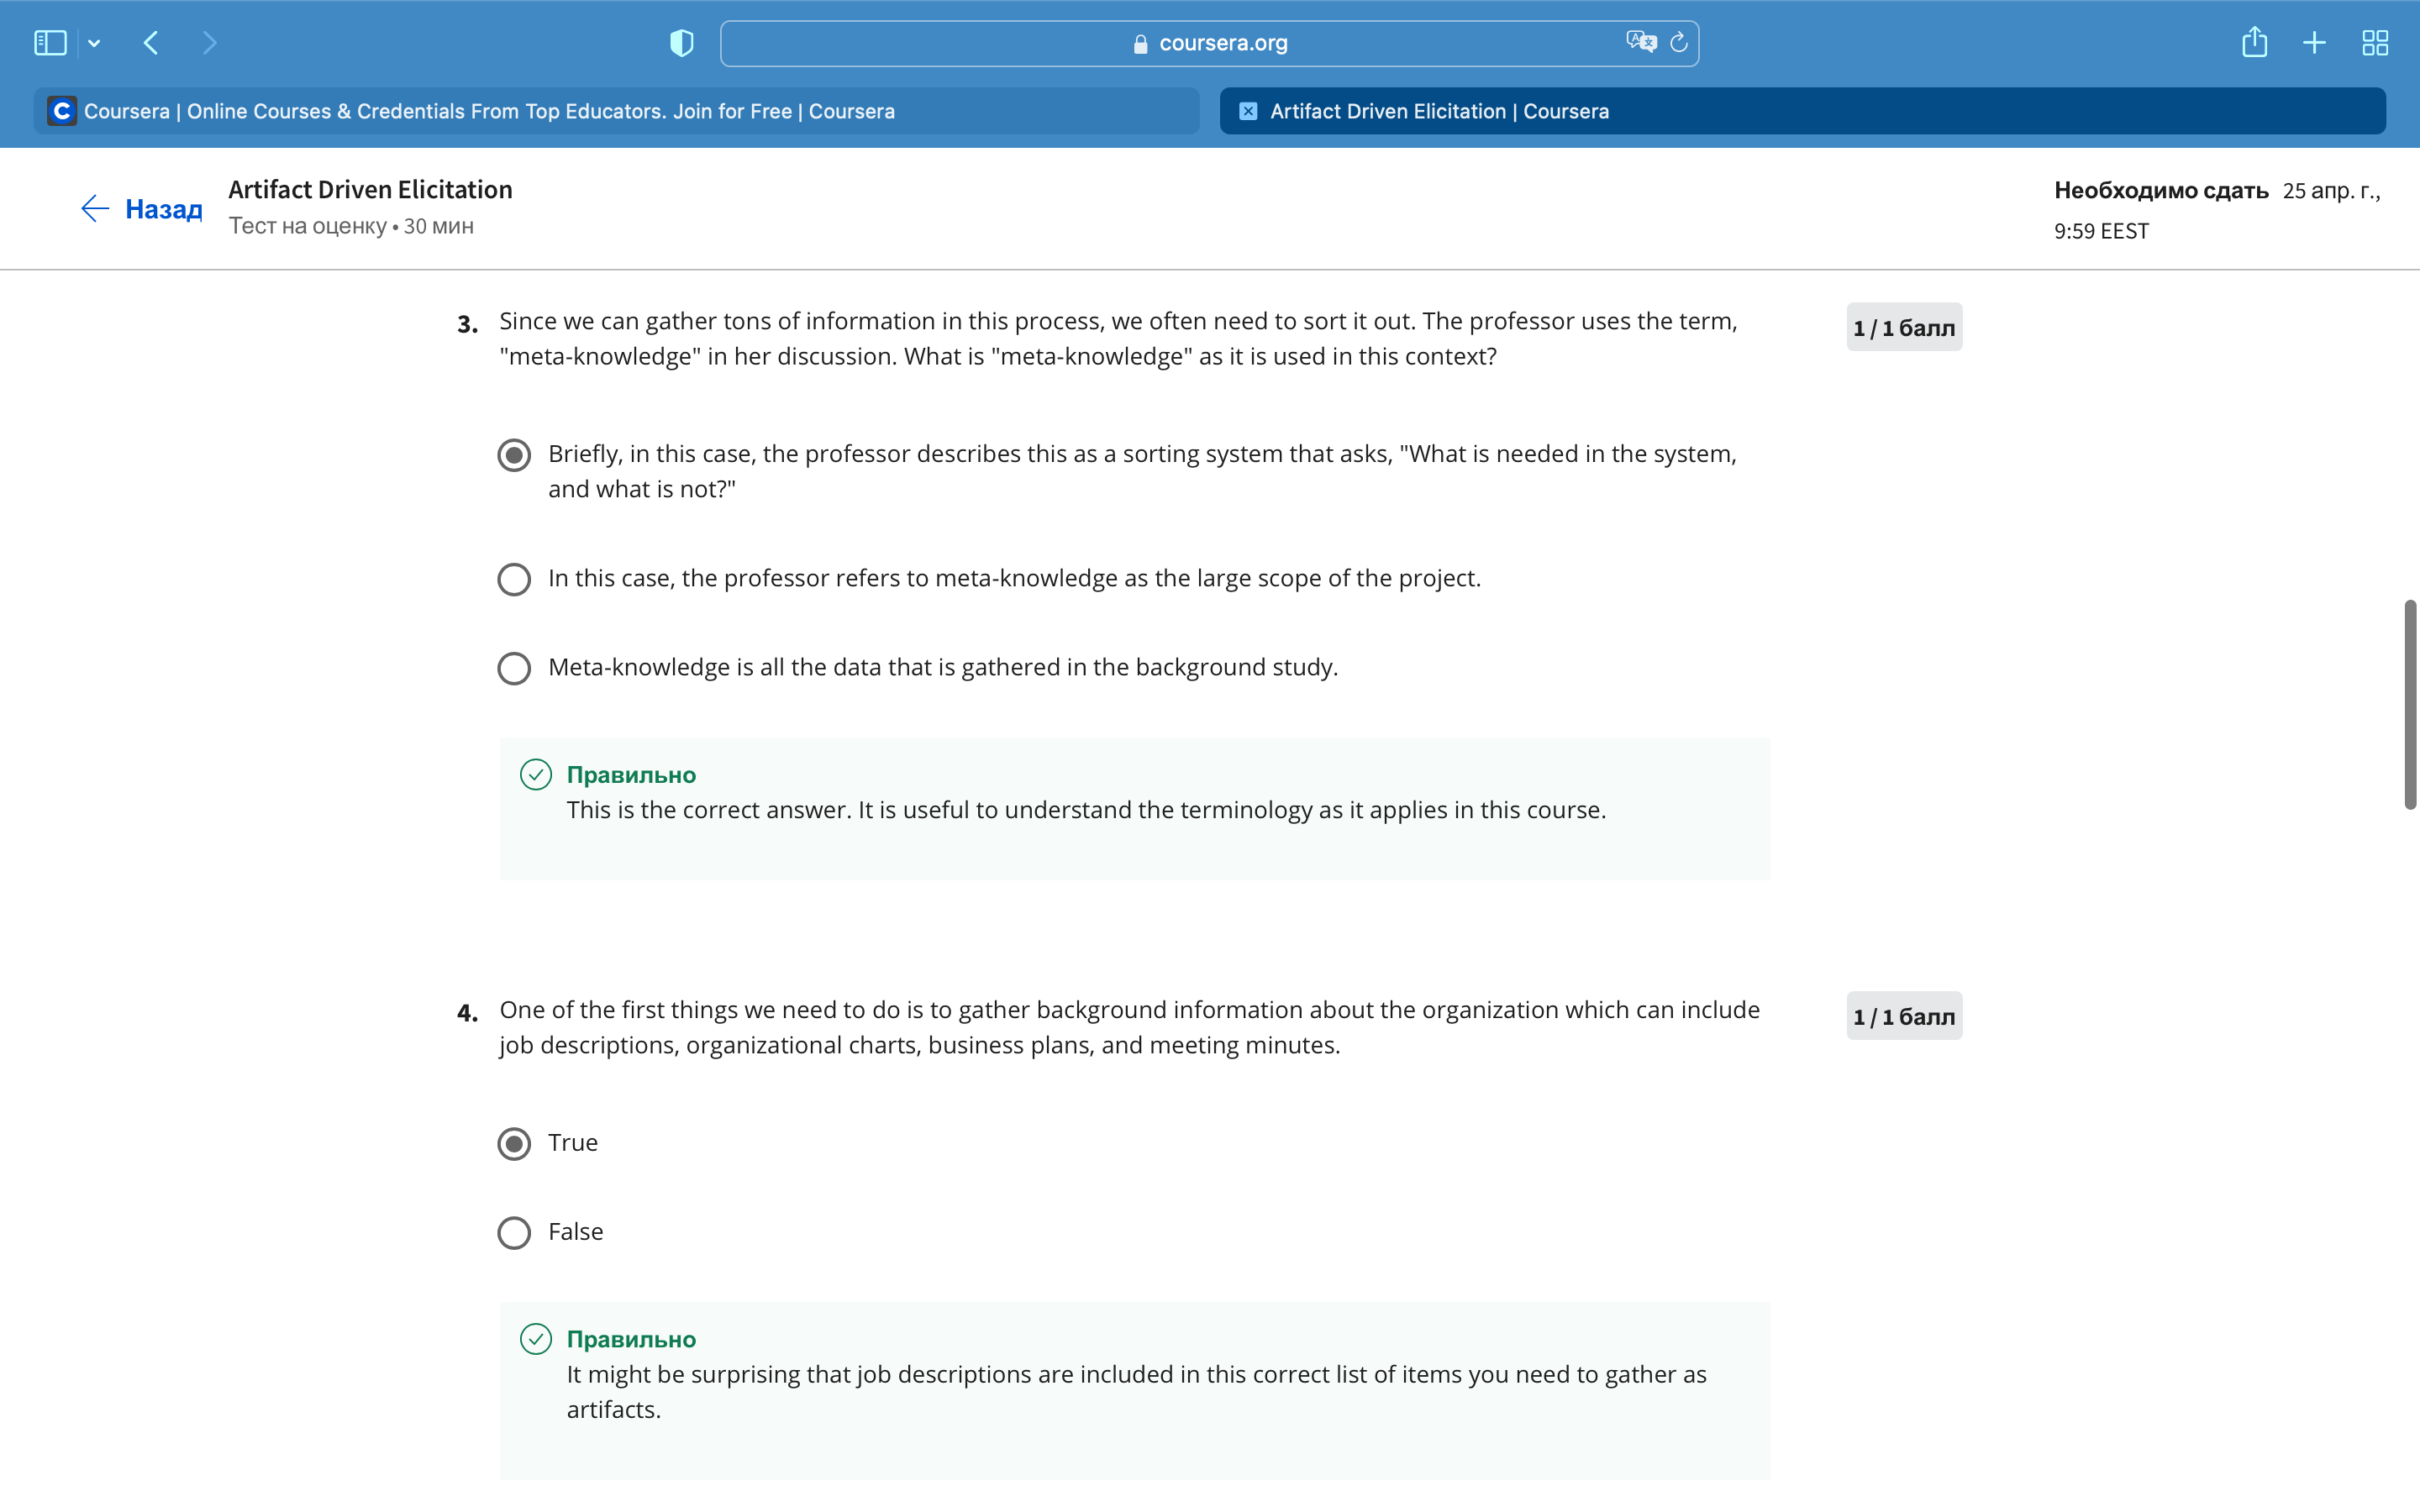 coursera.org
Coursera | Online Courses & Credentials From Top Educators. Join for Free | Coursera
Artifact Driven Elicitation | Coursera
Назад
Artifact Driven Elicitation
Тест на оценку • 30 мин
Необходимо сдать 25 апр. г.,
9:59 EEST
3. Since we can gather tons of information in this process, we often need to sort it out. The professor uses the term,
"meta-knowledge" in her discussion. What is "meta-knowledge" as it is used in this context?
1 / 1 балл
Briefly, in this case, the professor describes this as a sorting system that asks, "What is needed in the system,
and what is not?"
In this case, the professor refers to meta-knowledge as the large scope of the project.
Meta-knowledge is all the data that is gathered in the background study.
Правильно
This is the correct answer. It is useful to understand the terminology as it applies in this course.
4. One of the first things we need to do is to gather background information about the organization which can include
job descriptions, organizational charts, business plans, and meeting minutes.
1 / 1 балл
True
False
Правильно
It might be surprising that job descriptions are included in this correct list of items you need to gather as
artifacts.